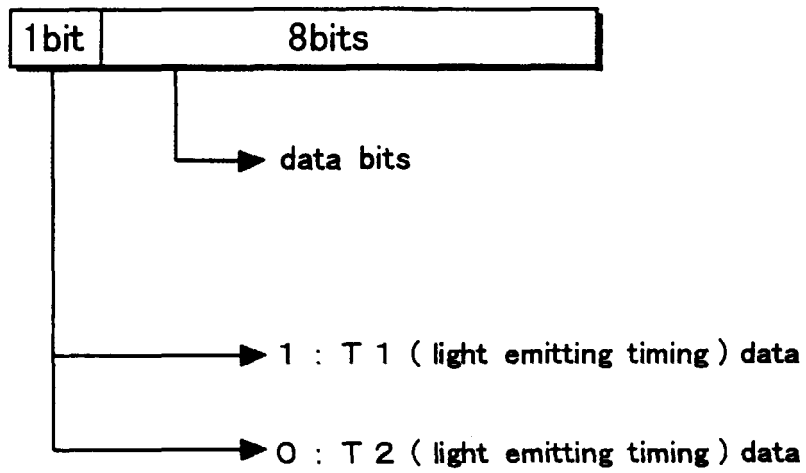 1bit 8bits
data bits
1 : T 1 ( light emitting timing ) data
0 : T 2 ( light emitting timing ) data